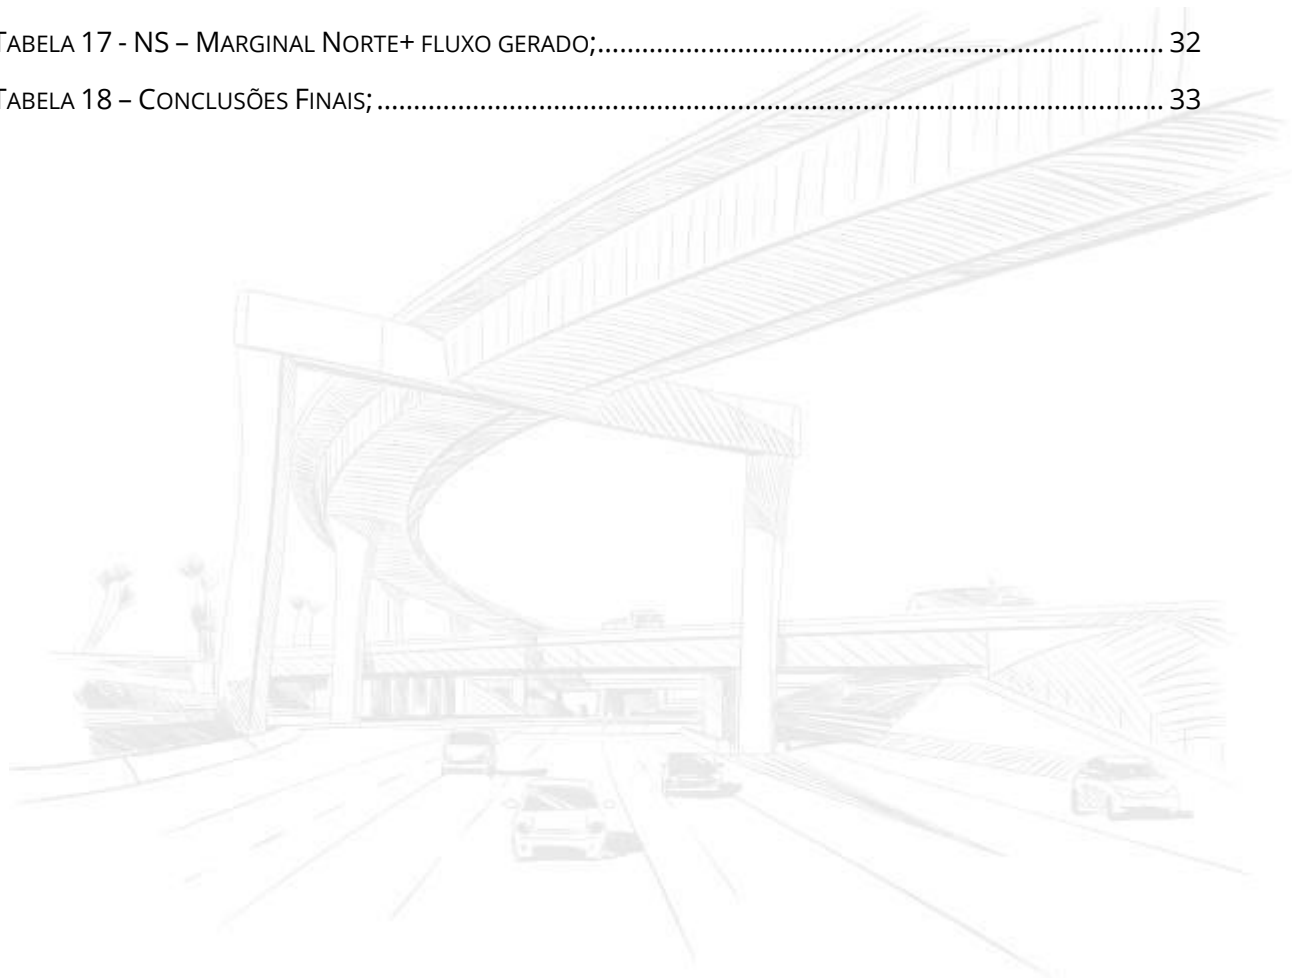 TABELA 17 - NS – MARGINAL NORTE+ FLUXO GERADO;............................................................................. 32
TABELA 18 – CONCLUSÕES FINAIS;.......................................................................................................... 33